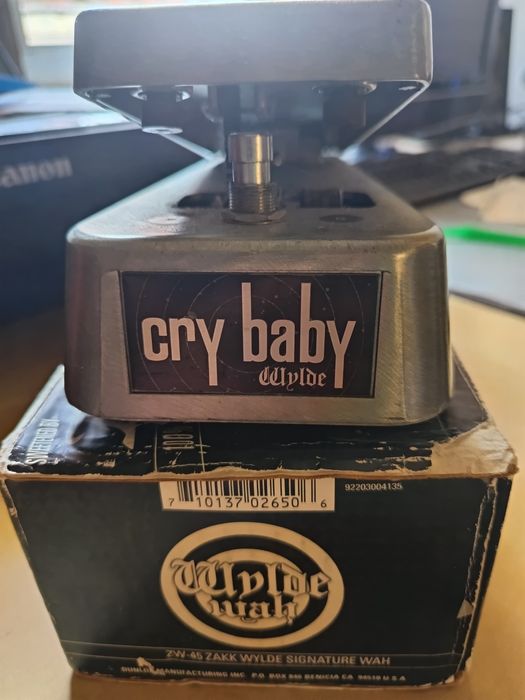 anon
cry baby
Wylde
7 10137 02650 6
92203004135
Wylde
wah
ZW-45 ZAKK WYLDE SIGNATURE WAH
DUNLOP MANUFACTURING INC. P.O. BOX 846 BENICIA CA 94510 U S A